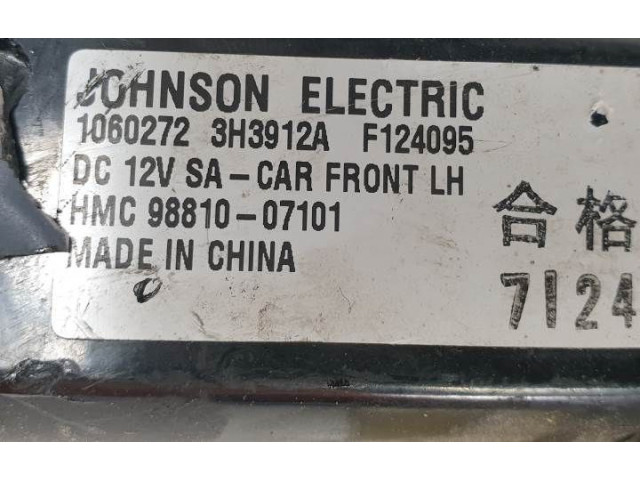 JOHNSON ELECTRIC
1060272 3H3912A F124095
DC 12V SA-CAR FRONT LH
HMC 98810-07101
MADE IN CHINA
合格
7124